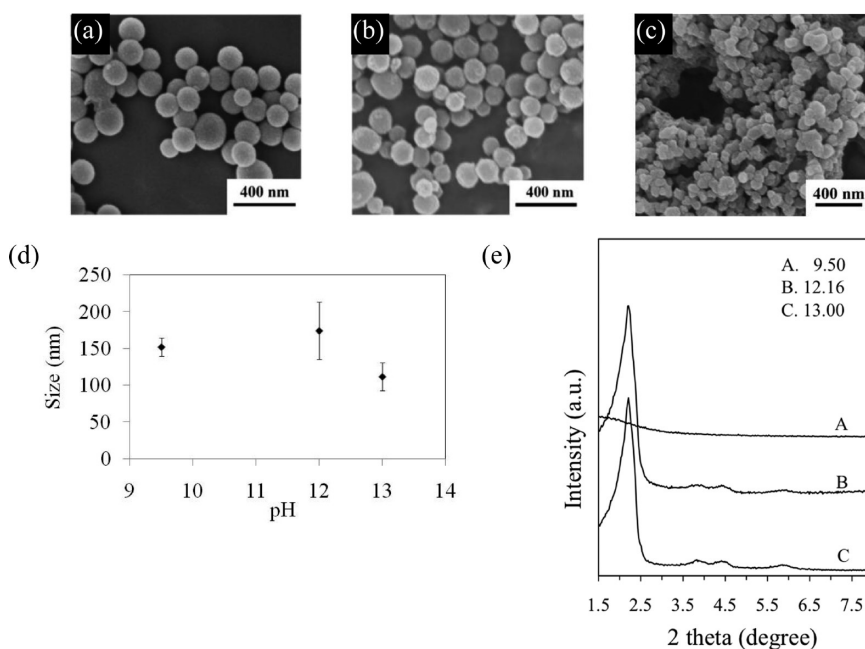 (a)
400 nm
(b)
400 nm
(c)
400 nm
(d)
250
200
150
100
50
0
Size (nm)
9 10 11 12 13 14
pH
(e)
A. 9.50
B. 12.16
C. 13.00
Intensity (a.u.)
A
B
C
1.5 2.5 3.5 4.5 5.5 6.5 7.5
2 theta (degree)